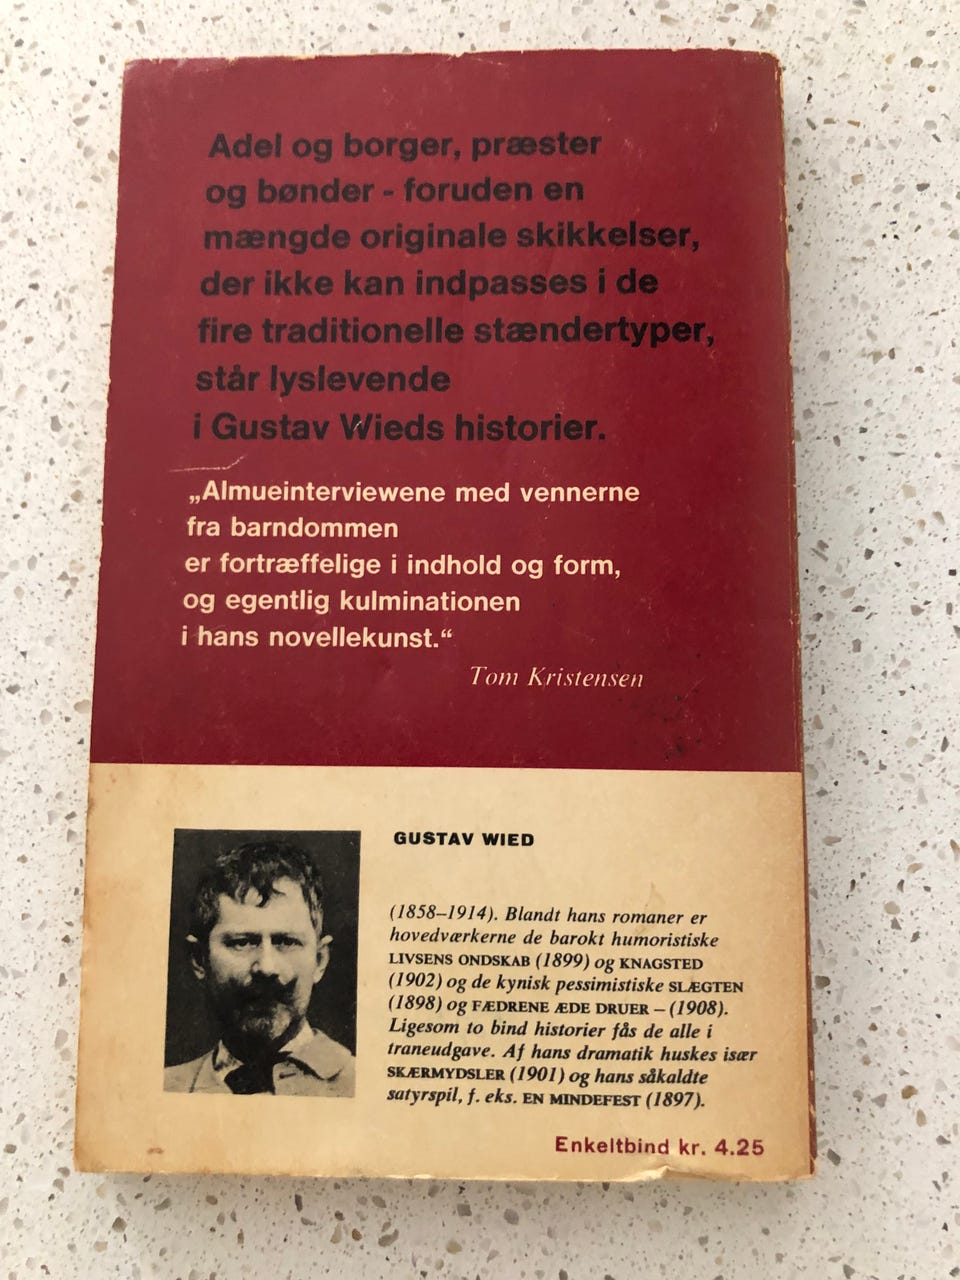 Adel og borger, præster
og bønder - foruden en
mængde originale skikkelser,
der ikke kan indpasses i de
fire traditionelle stændertyper,
står lyslevende
i Gustav Wieds historier.
„Almueinterviewene med vennerne
fra barndommen
er fortræffelige i indhold og form,
og egentlig kulminationen
i hans novellekunst.“
Tom Kristensen
GUSTAV WIED
(1858–1914). Blandt hans romaner er
hovedværkerne de barokt humoristiske
LIVSENS ONDSKAB (1899) og KNAGSTED
(1902) og de kynisk pessimistiske SLÆGTEN
(1898) og FÆDRENE ÆDE DRUER – (1908).
Ligesom to bind historier fås de alle i
traneudgave. Af hans dramatik huskes især
SKÆRMYDSLER (1901) og hans såkaldte
satyrspil, f. eks. EN MINDEFEST (1897).
Enkeltbind kr. 4.25